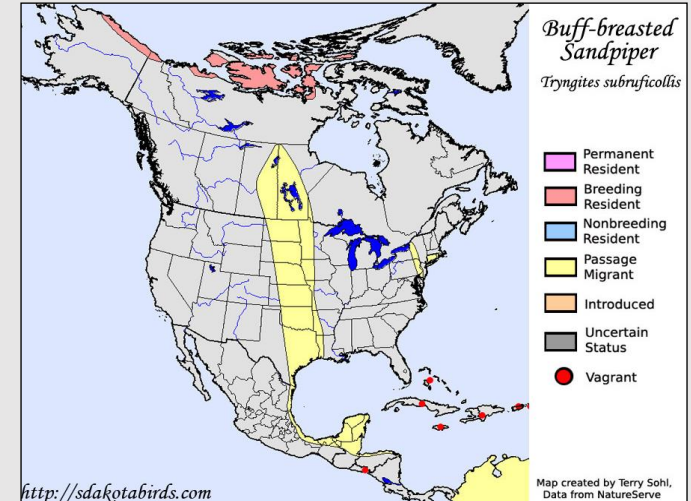 Buff-breasted
Sandpiper
Tryngites subruficollis
Permanent
Resident
Breeding
Resident
Nonbreeding
Resident
Passage
Migrant
Introduced
Uncertain
Status
Vagrant
http://sdakotabirds.com
Map created by Terry Sohl,
Data from NatureServe